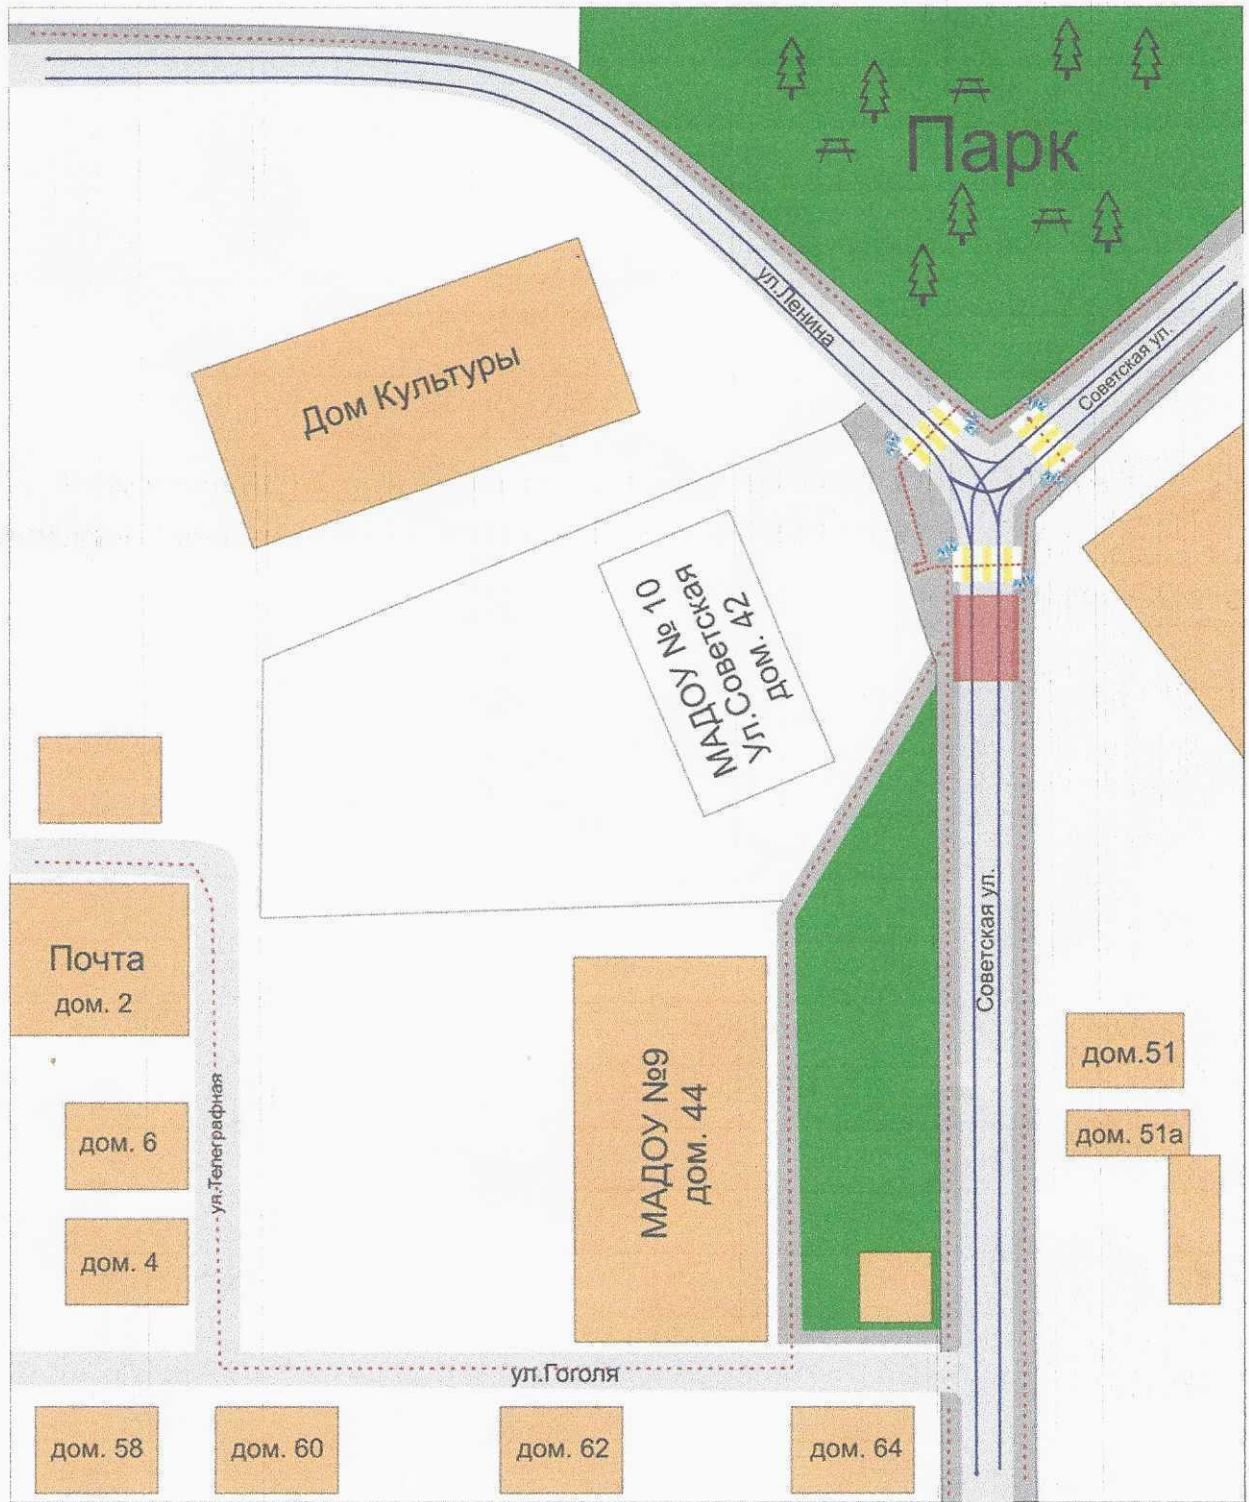 Парк
ул.Ленина
Советская ул.
Дом Культуры
МАДОУ № 10
Ул.Советская
дом. 42
Почта
дом. 2
Советская ул.
дом.51
МАДОУ №9
дом. 44
дом. 6
ул.Телеграфная
дом. 51а
дом. 4
ул.Гоголя
дом. 58
дом. 60
дом. 62
дом. 64